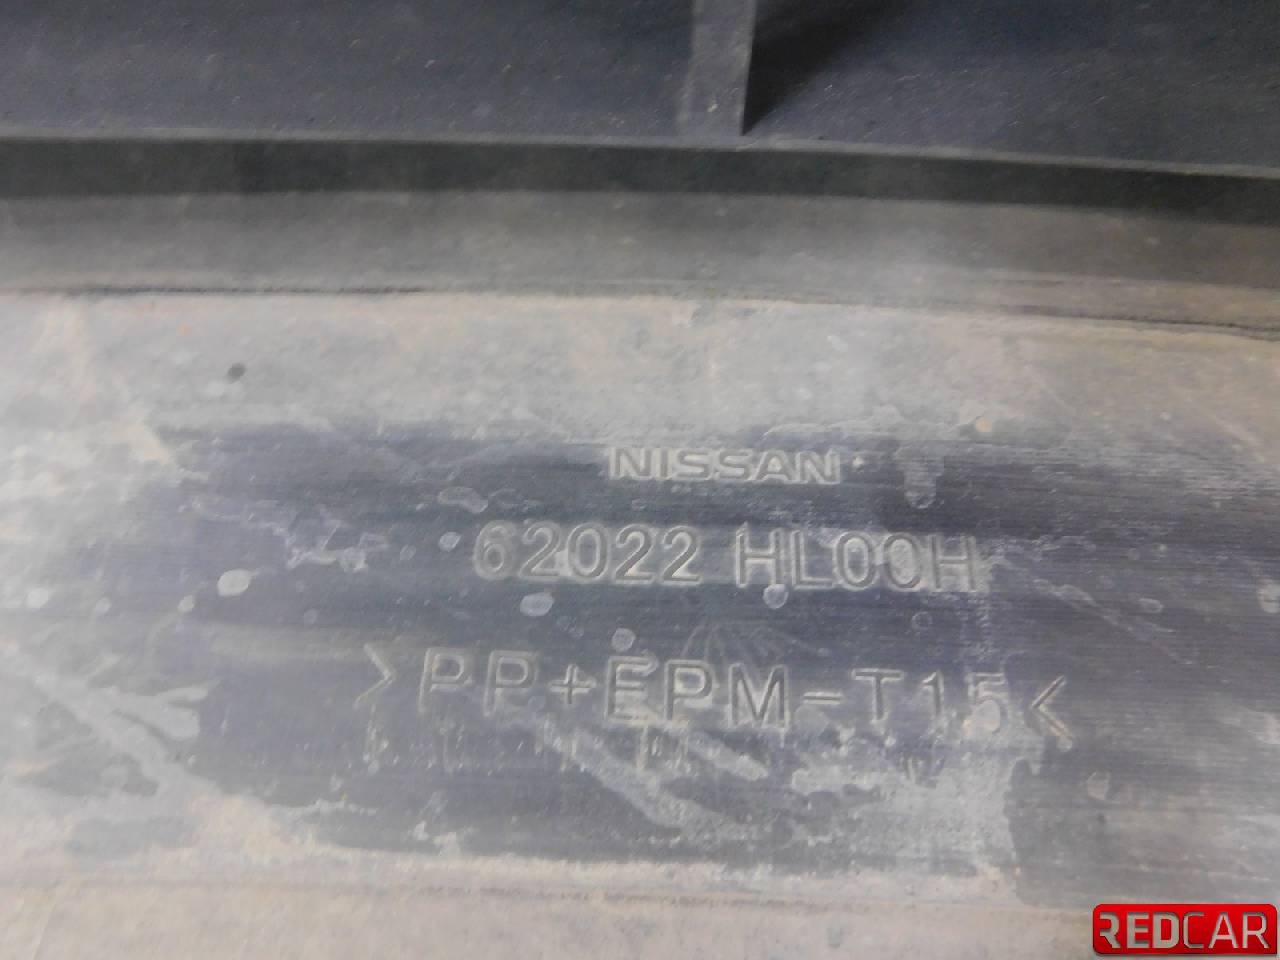 NISSAN
62022 HL00H
>PP+EPM-T15<
REDCAR